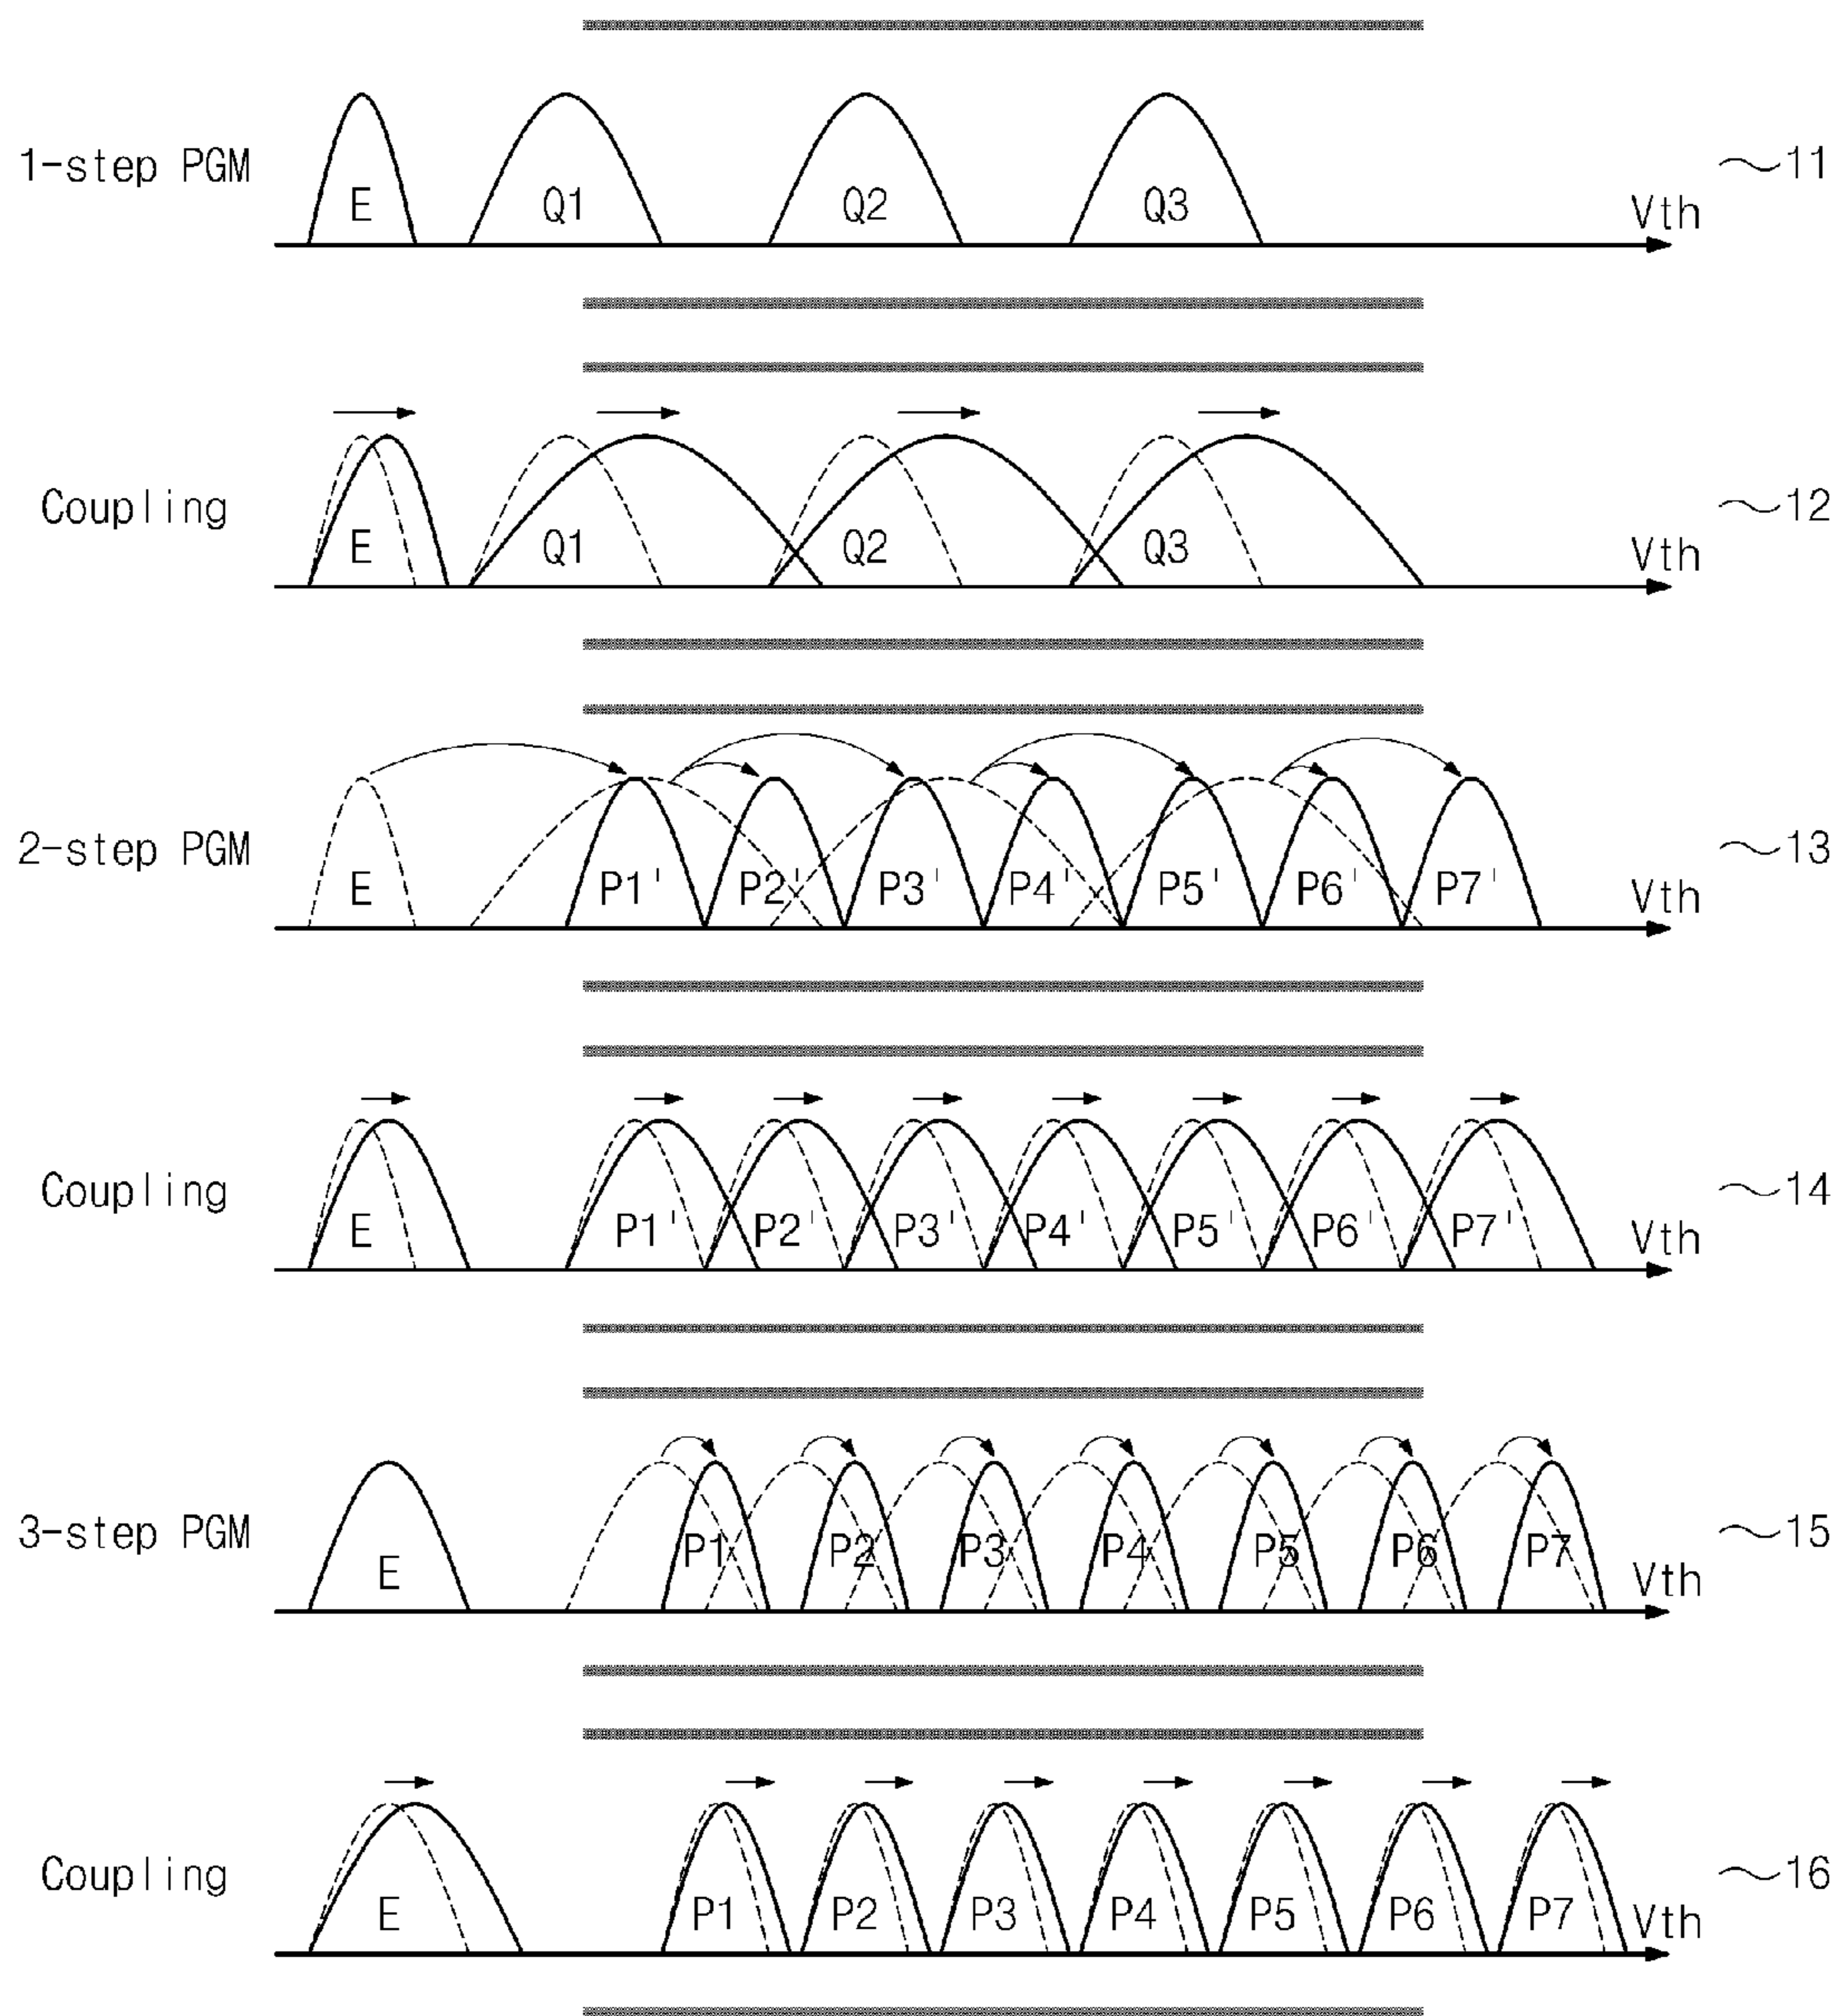 1-step PGM E Q1 Q2 Q3 Vth ~11
Coupling E Q1 Q2 Q3 Vth ~12
2-step PGM E P1' P2' P3' P4' P5' P6' P7' Vth ~13
Coupling E P1' P2' P3' P4' P5' P6' P7' Vth ~14
3-step PGM E P1 P2 P3 P4 P5 P6 P7 Vth ~15
Coupling E P1 P2 P3 P4 P5 P6 P7 Vth ~16